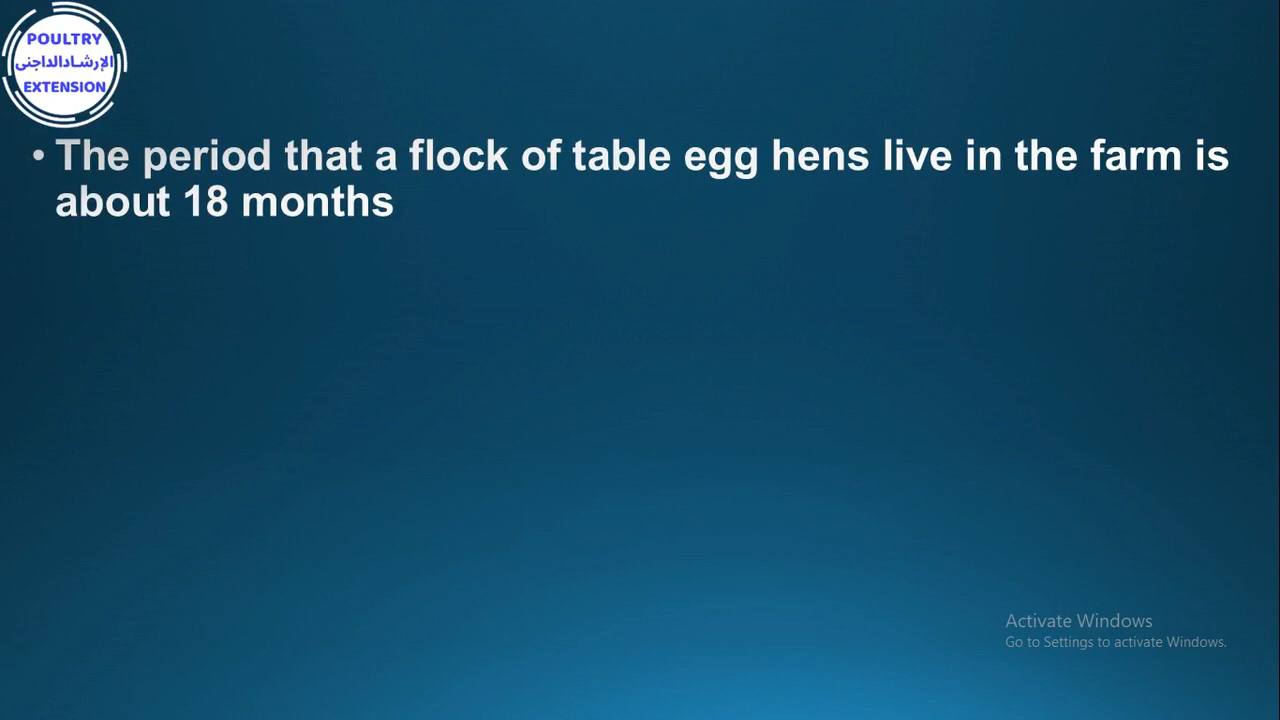 POULTRY
الإرشادالداجنى
EXTENSION
• The period that a flock of table egg hens live in the farm is
about 18 months
Activate Windows
Go to Settings to activate Windows.